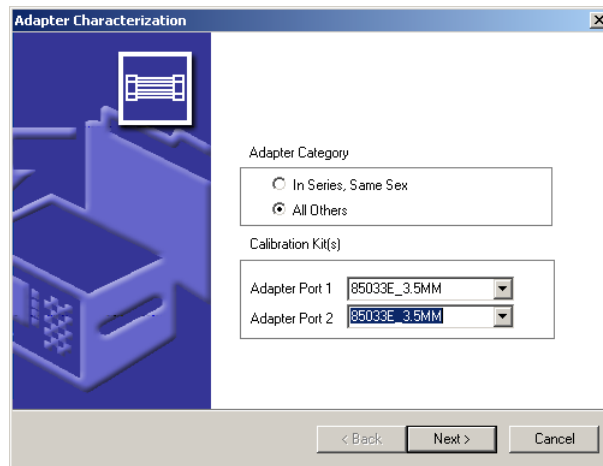 Adapter Characterization
Adapter Category
In Series, Same Sex
All Others
Calibration Kit(s)
Adapter Port 1 85033E_3.5MM
Adapter Port 2 85033E_3.5MM
< Back Next > Cancel